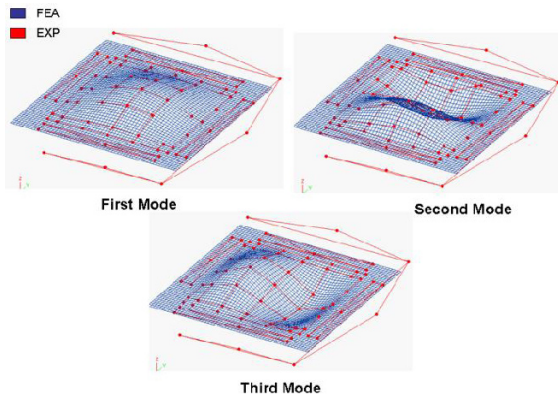 FEA
EXP
First Mode
Second Mode
Third Mode